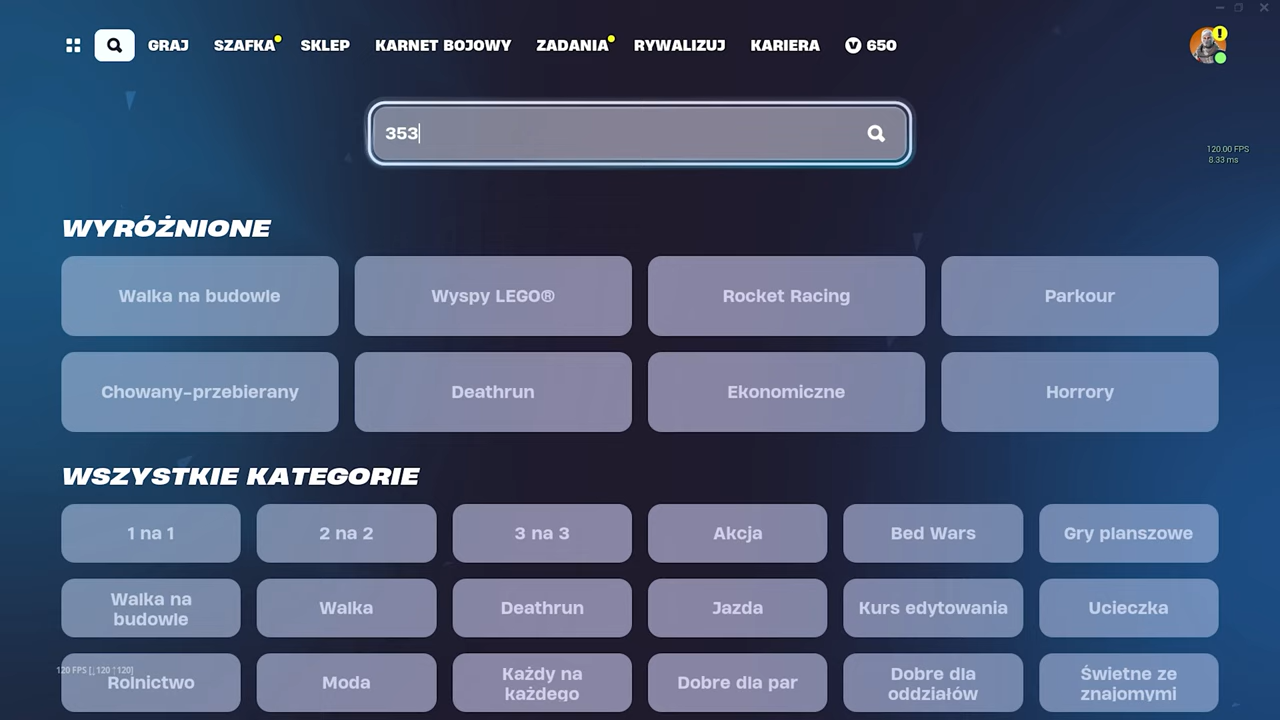 GRAJ SZAFKA SKLEP KARNET BOJOWY ZADANIA RYWALIZUJ KARIERA V 650
!
353
120.00 FPS
8.33 ms
WYRÓŻNIONE
Walka na budowle Wyspy LEGO® Rocket Racing Parkour
Chowany-przebierany Deathrun Ekonomiczne Horrory
WSZYSTKIE KATEGORIE
1 na 1 2 na 2 3 na 3 Akcja Bed Wars Gry planszowe
Walka na
budowle
Walka Deathrun Jazda Kurs edytowania Ucieczka
Rolnictwo Moda
Każdy na
każdego
Dobre dla par
Dobre dla
oddziałów
Świetne ze
znajomymi